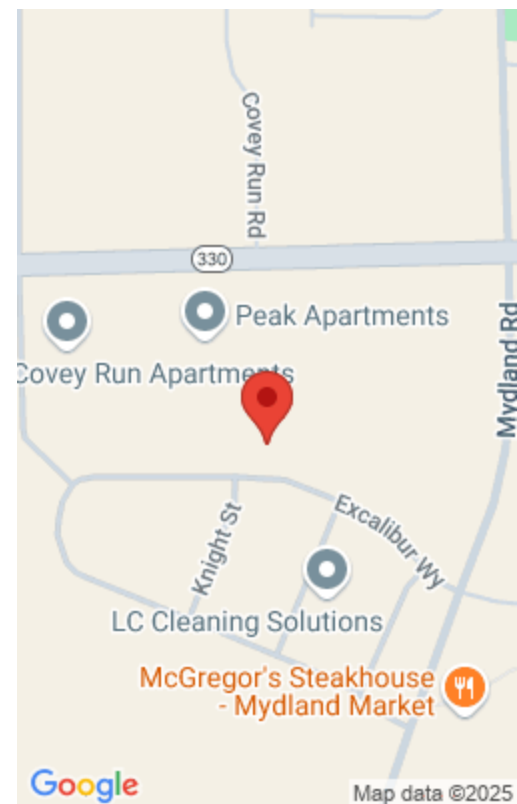 Covey Run Rd
330
Peak Apartments
Covey Run Apartments
Mydland Rd
Knight St
Excalibur Wy
LC Cleaning Solutions
McGregor's Steakhouse
- Mydland Market
Google
Map data ©2025